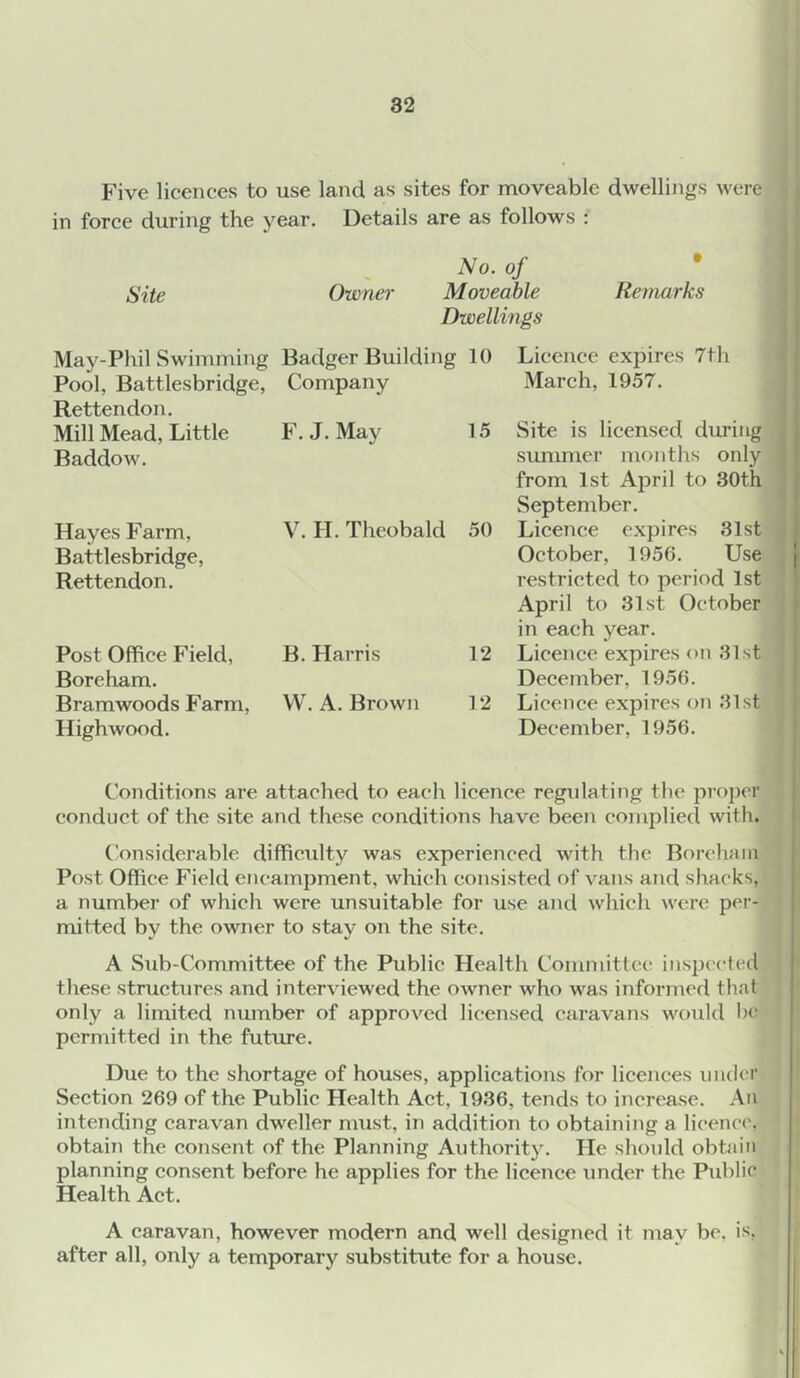 32
Five licences to use land as sites for moveable dwellings were
in force during the year. Details are as follows :
No. of
Site Owner Moveable Remarks
Dwellings
May-Phil Swimming Badger Building 10 Licence expires 7th
Pool, Battlesbridge, Company March, 1957.
Rettendon.
Mill Mead, Little F. J. May 15 Site is licensed during
Baddow. summer months only
from 1st April to 30th
September.
Hayes Farm, V. H. Theobald 50 Licence expires 31st
Battlesbridge, October, 1956. Use
Rettendon. restricted to period 1st
April to 31st October
in each year.
Post Office Field, B. Harris 12 Licence expires on 31st
Boreham. December, 1956.
Bramwoods Farm, W. A. Brown 12 Licence expires on 31st
Highwood. December, 1956.
Conditions are attached to each licence regulating the proper
conduct of the site and these conditions have been complied with.
Considerable difficulty was experienced with the Boreham
Post Office Field encampment, which consisted of vans and shacks,
a number of which were unsuitable for use and which were per-
mitted by the owner to stay on the site.
A Sub-Committee of the Public Health Committee inspected
these structures and interviewed the owner who was informed that
only a limited number of approved licensed caravans would be
permitted in the future.
Due to the shortage of houses, applications for licences under
Section 269 of the Public Health Act, 1936, tends to increase. An
intending caravan dweller must, in addition to obtaining a licence,
obtain the consent of the Planning Authority. He should obtain
planning consent before he applies for the licence under the Public
Health Act.
A caravan, however modern and well designed it may be, is,
after all, only a temporary substitute for a house.